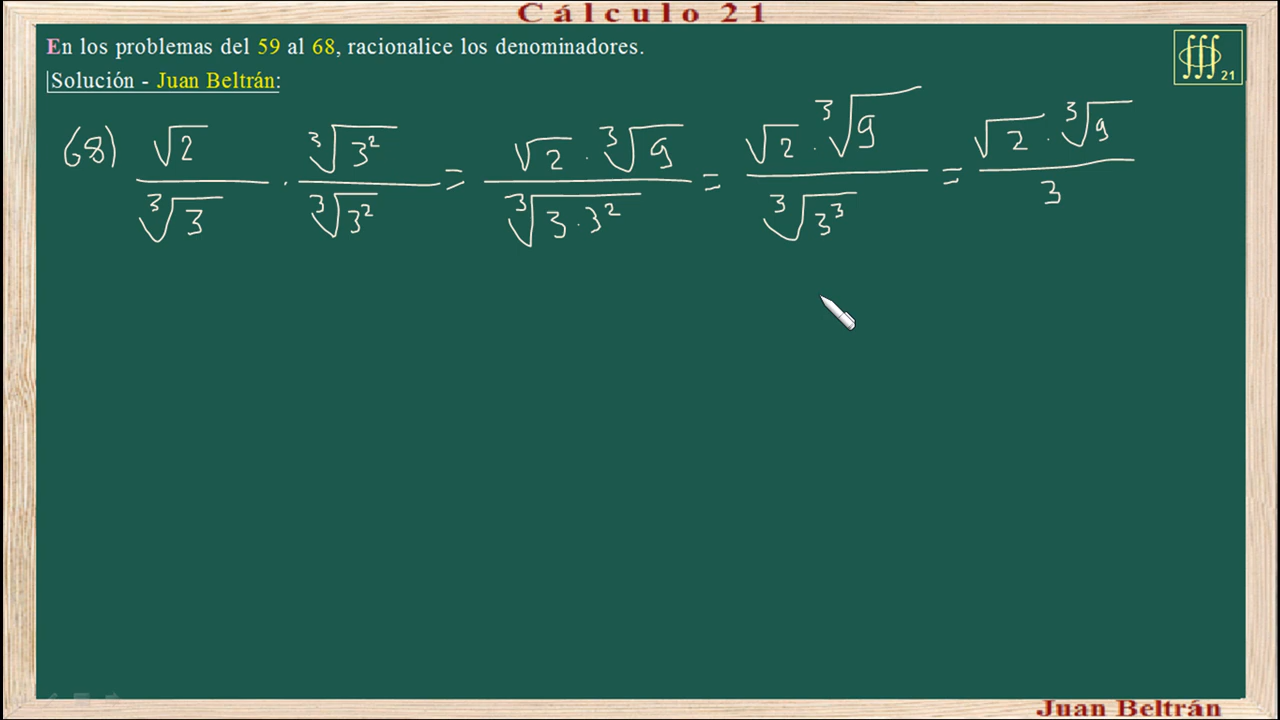 Cálculo 21
En los problemas del 59 al 68, racionalice los denominadores.
21
Solución - Juan Beltrán:
68) √2/∛3 · ∛3²/∛3² = √2 · ∛9/∛3·3² = √2 · ∛9/∛3³ = √2 · ∛9/3
Juan Beltrán